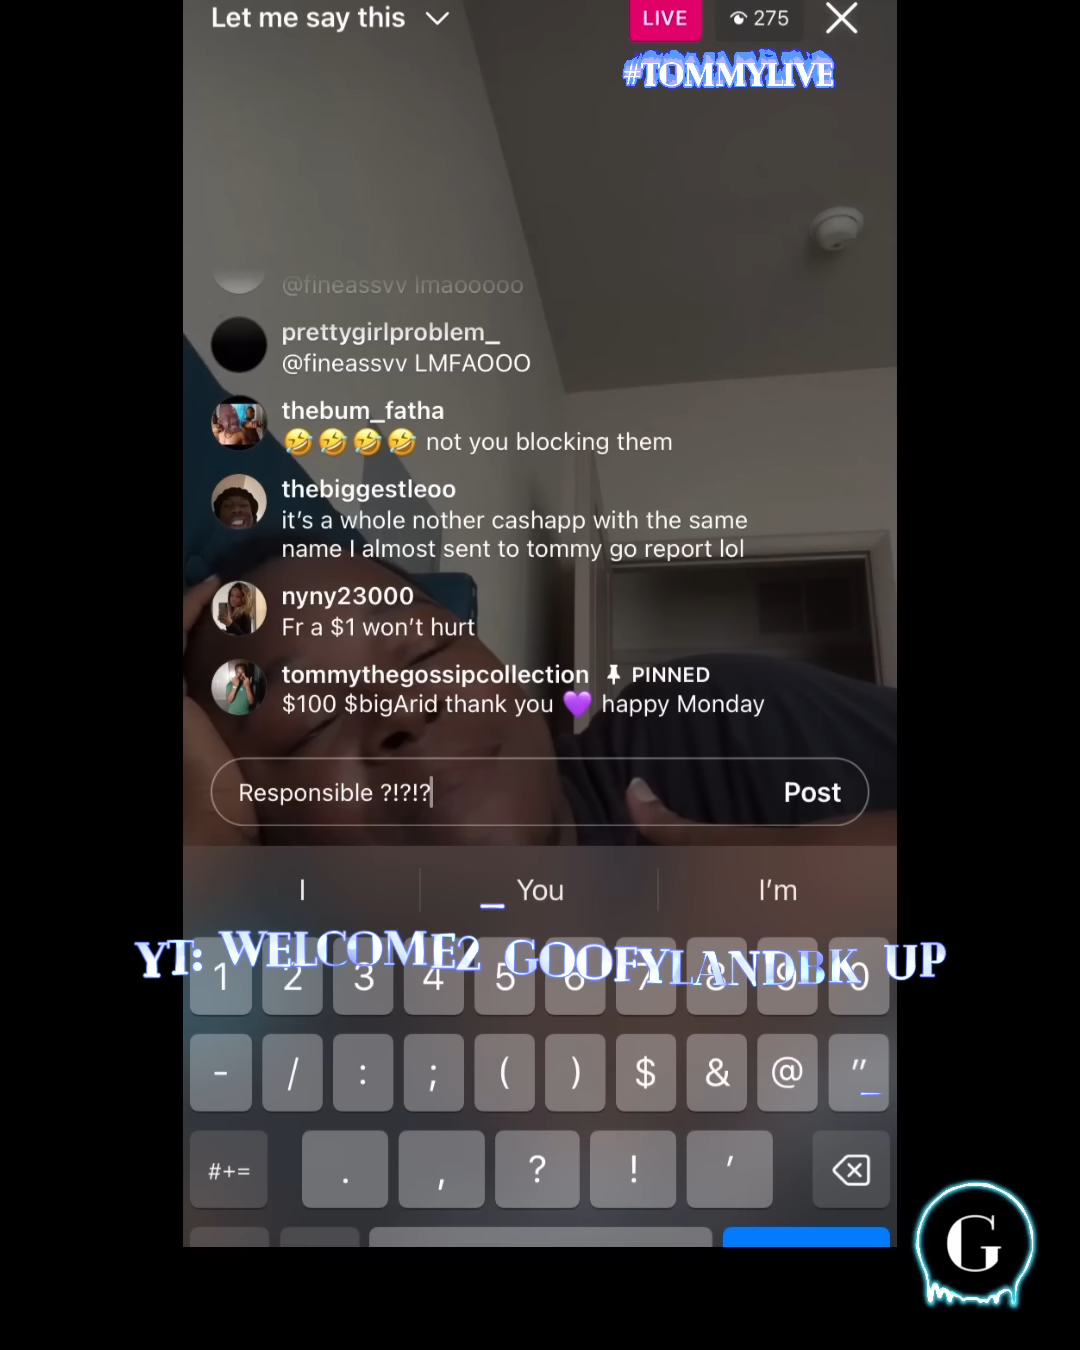 Let me say this
LIVE
275
#TOMMYLIVE
@fineassvv lmaooooo
prettygirlproblem_
@fineassvv LMFAOOO
thebum_fatha
🤣🤣🤣🤣 not you blocking them
thebiggestleoo
it’s a whole nother cashapp with the same
name I almost sent to tommy go report lol
nyny23000
Fr a $1 won’t hurt
tommythegossipcollection PINNED
$100 $bigArid thank you 💜 happy Monday
Responsible ?!?!? Post
I _ You I’m
YT: WELCOME2_GOOFYLANDBK_UP
1 2 3 4 5 6 7 8 9 0
- / : ; ( ) $ & @ "
#+= . , ? ! ’
G